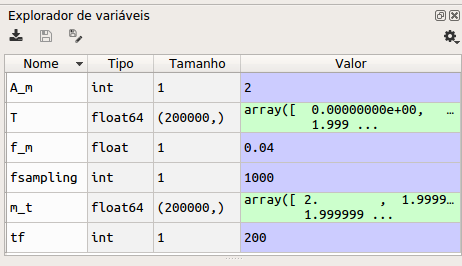 Explorador de variáveis
Nome Tipo Tamanho Valor
A_m int 1 2
T float64 (200000,) array([ 0.00000000e+00, …
1.999 ...
f_m float 1 0.04
fsampling int 1 1000
m_t float64 (200000,) array([ 2. , 1.9999…
1.999999 ...
tf int 1 200